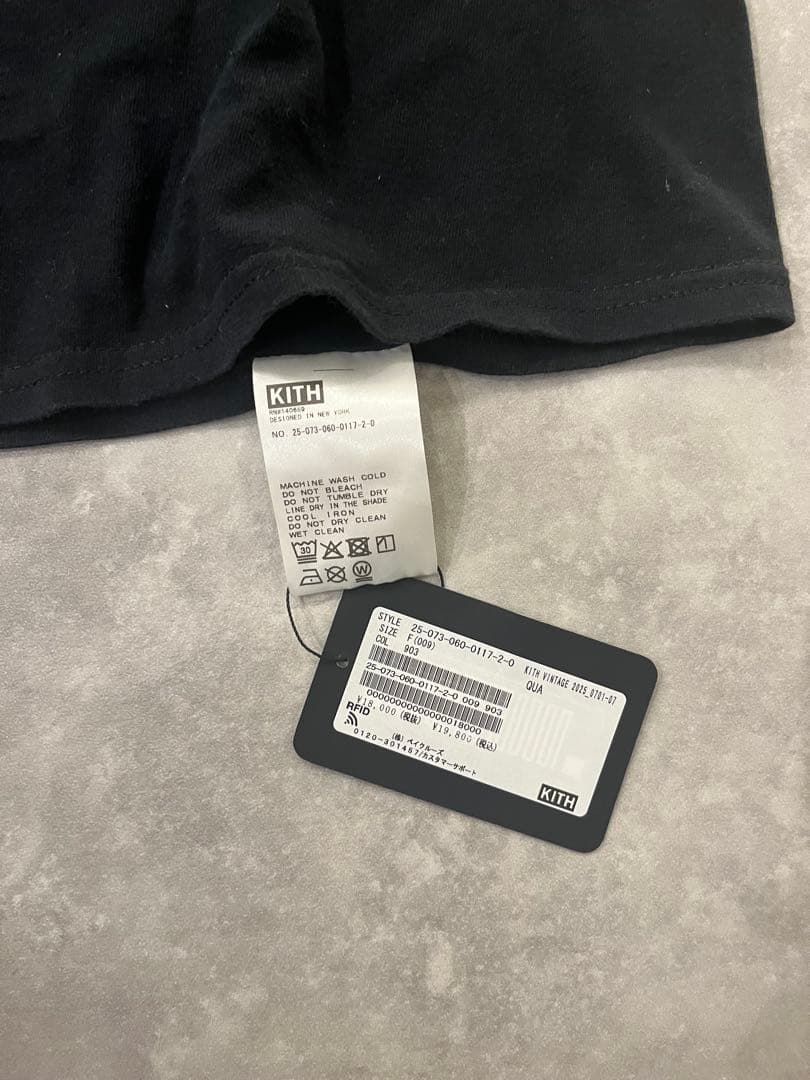 KITH
RN#140659
DESIGNED IN NEW YORK
NO. 25-073-060-0117-2-0
MACHINE WASH COLD
DO NOT BLEACH
DO NOT TUMBLE DRY
LINE DRY IN THE SHADE
COOL IRON
DO NOT DRY CLEAN
WET CLEAN
30
W
STYLE 25-073-060-0117-2-0
SIZE F(009)
COL 903
KITH VINTAGE 2025_0701-07
QUA
25-073-060-0117-2-0 009 903
¥18,000(税抜) ¥19,800(税込)
RFID
(株)ベイクルーズ
0120-301457/カスタマーサポート
KITH